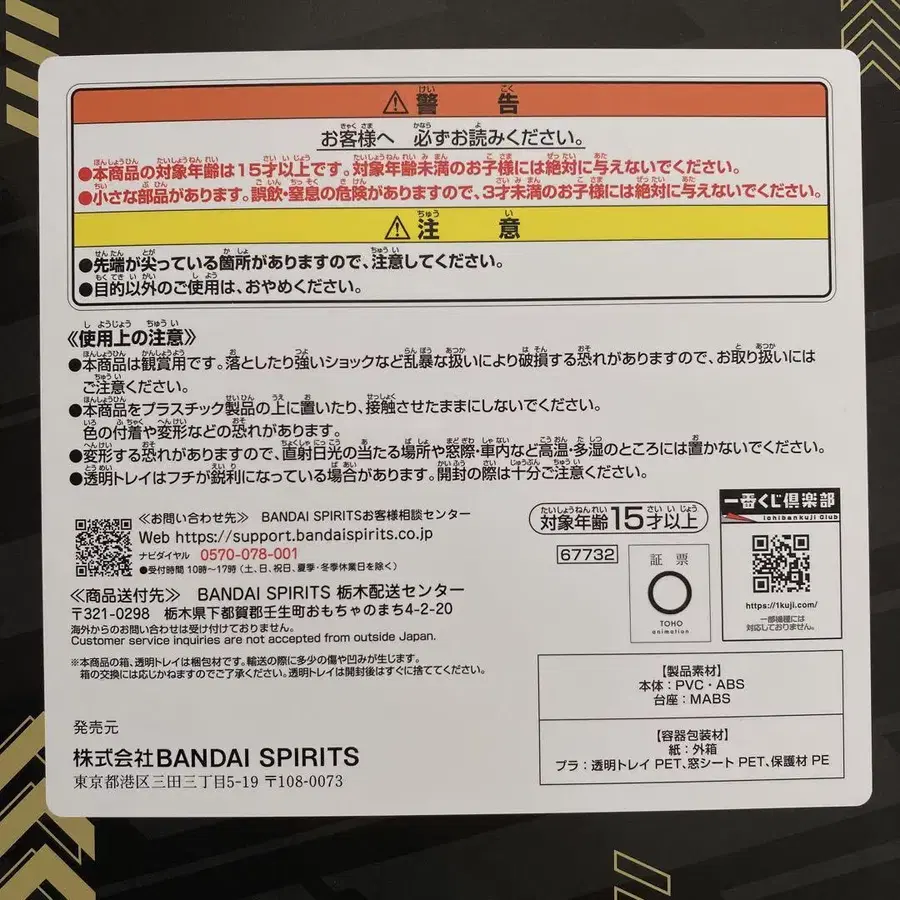 ⚠警告
お客様へ 必ずお読みください。
●本商品の対象年齢は15才以上です。対象年齢未満のお子様には絶対に与えないでください。
●小さな部品があります。誤飲・窒息の危険がありますので、3才未満のお子様には絶対に与えないでください。
⚠注意
●先端が尖っている箇所がありますので、注意してください。
●目的以外のご使用は、おやめください。
《使用上の注意》
●本商品は観賞用です。落としたり強いショックなど乱暴な扱いにより破損する恐れがありますので、お取り扱いには
ご注意ください。
●本商品をプラスチック製品の上に置いたり、接触させたままにしないでください。
色の付着や変形などの恐れがあります。
●変形する恐れがありますので、直射日光の当たる場所や窓際・車内など高温・多湿のところには置かないでください。
●透明トレイはフチが鋭利になっている場合があります。開封の際は十分ご注意ください。
≪お問い合わせ先≫ BANDAI SPIRITSお客様相談センター
Web https://support.bandaispirits.co.jp
ナビダイヤル 0570-078-001
●受付時間 10時〜17時(土、日、祝日、夏季・冬季休業日を除く)
≪商品送付先≫ BANDAI SPIRITS 栃木配送センター
〒321-0298 栃木県下都賀郡壬生町おもちゃのまち4-2-20
海外からのお問い合わせは受け付けておりません。
Customer service inquiries are not accepted from outside Japan.
※本商品の箱、透明トレイは梱包材です。輸送の際に多少の傷や凹みが生じます。
箱の交換には応じかねますのでご了承ください。透明トレイは開封後はすぐに捨ててください。
発売元
株式会社BANDAI SPIRITS
東京都港区三田三丁目5-19 〒108-0073
対象年齢15才以上
67732
証票
TOHO
animation
一番くじ倶楽部
Ichibankuji Club
https://1kuji.com/
一部機種には
対応しておりません。
【製品素材】
本体:PVC・ABS
台座:MABS
【容器包装材】
紙:外箱
プラ:透明トレイ PET、窓シート PET、保護材 PE